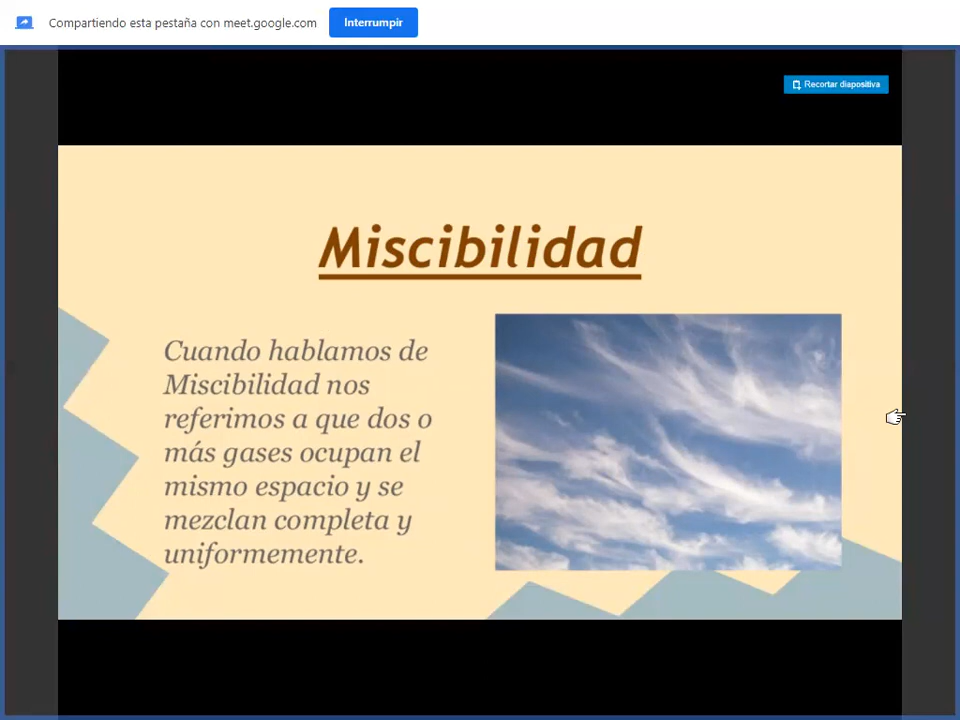 Compartiendo esta pestaña con meet.google.com
Interrumpir
Recortar diapositiva
Miscibilidad
Cuando hablamos de
Miscibilidad nos
referimos a que dos o
más gases ocupan el
mismo espacio y se
mezclan completa y
uniformemente.